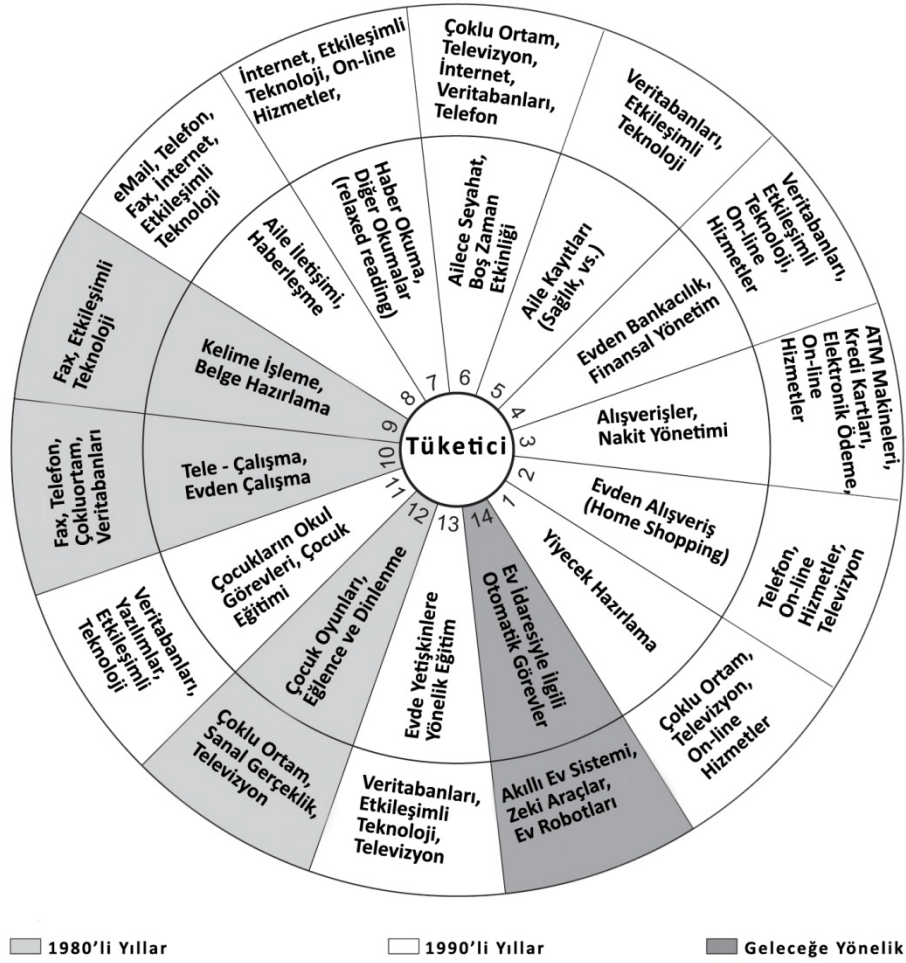 Tüketici
1
Yiyecek Hazırlama
Çoklu Ortam,
Televizyon,
On-line
Hizmetler
2
Evden Alışveriş
(Home Shopping)
Telefon,
On-line
Hizmetler,
Televizyon
3
Alışverişler,
Nakit Yönetimi
ATM Makineleri,
Kredi Kartları,
Elektronik Ödeme,
On-line
Hizmetler
4
Evden Bankacılık,
Finansal Yönetim
Veritabanları,
Etkileşimli
Teknoloji,
On-line
Hizmetler
5
Aile Kayıtları
(Sağlık, vs.)
Veritabanları,
Etkileşimli
Teknoloji
6
Ailece Seyahat,
Boş Zaman
Etkinliği
Çoklu Ortam,
Televizyon,
İnternet,
Veritabanları,
Telefon
7
Haber Okuma,
Diğer Okumalar
(relaxed reading)
İnternet, Etkileşimli
Teknoloji, On-line
Hizmetler,
8
Aile İletişimi,
Haberleşme
eMail, Telefon,
Fax, İnternet,
Etkileşimli
Teknoloji
9
Kelime İşleme,
Belge Hazırlama
Fax, Etkileşimli
Teknoloji
10
Tele - Çalışma,
Evden Çalışma
Fax, Telefon,
Çokluortam,
Veritabanları
11
Çocukların Okul
Görevleri, Çocuk
Eğitimi
Veritabanları,
Yazılımlar,
Etkileşimli
Teknoloji
12
Çocuk Oyunları,
Eğlence ve Dinlenme
Çoklu Ortam,
Sanal Gerçeklik,
Televizyon
13
Evde Yetişkinlere
Yönelik Eğitim
Veritabanları,
Etkileşimli
Teknoloji,
Televizyon
14
Ev idaresiyle İlgili
Otomatik Görevler
Akıllı Ev Sistemi,
Zeki Araçlar,
Ev Robotları
1980'li Yıllar
1990'li Yıllar
Geleceğe Yönelik